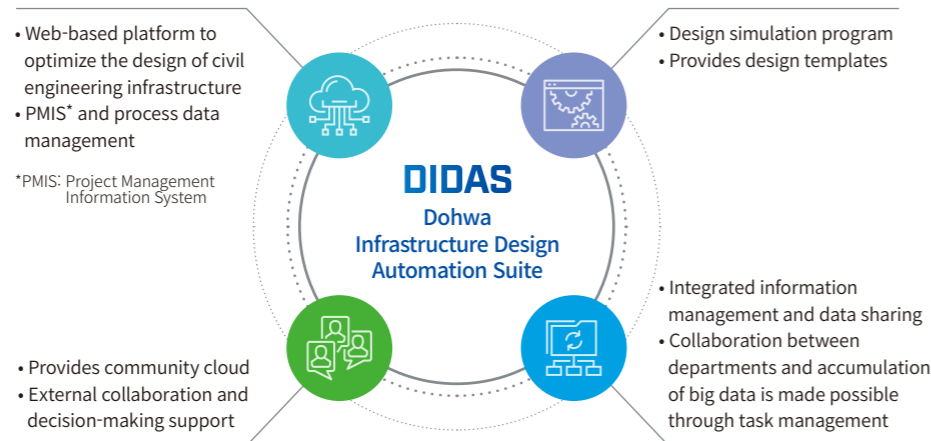 • Web-based platform to
optimize the design of civil
engineering infrastructure
• PMIS* and process data
management
*PMIS: Project Management
Information System
• Design simulation program
• Provides design templates
DIDAS
Dohwa
Infrastructure Design
Automation Suite
• Provides community cloud
• External collaboration and
decision-making support
• Integrated information
management and data sharing
• Collaboration between
departments and accumulation
of big data is made possible
through task management